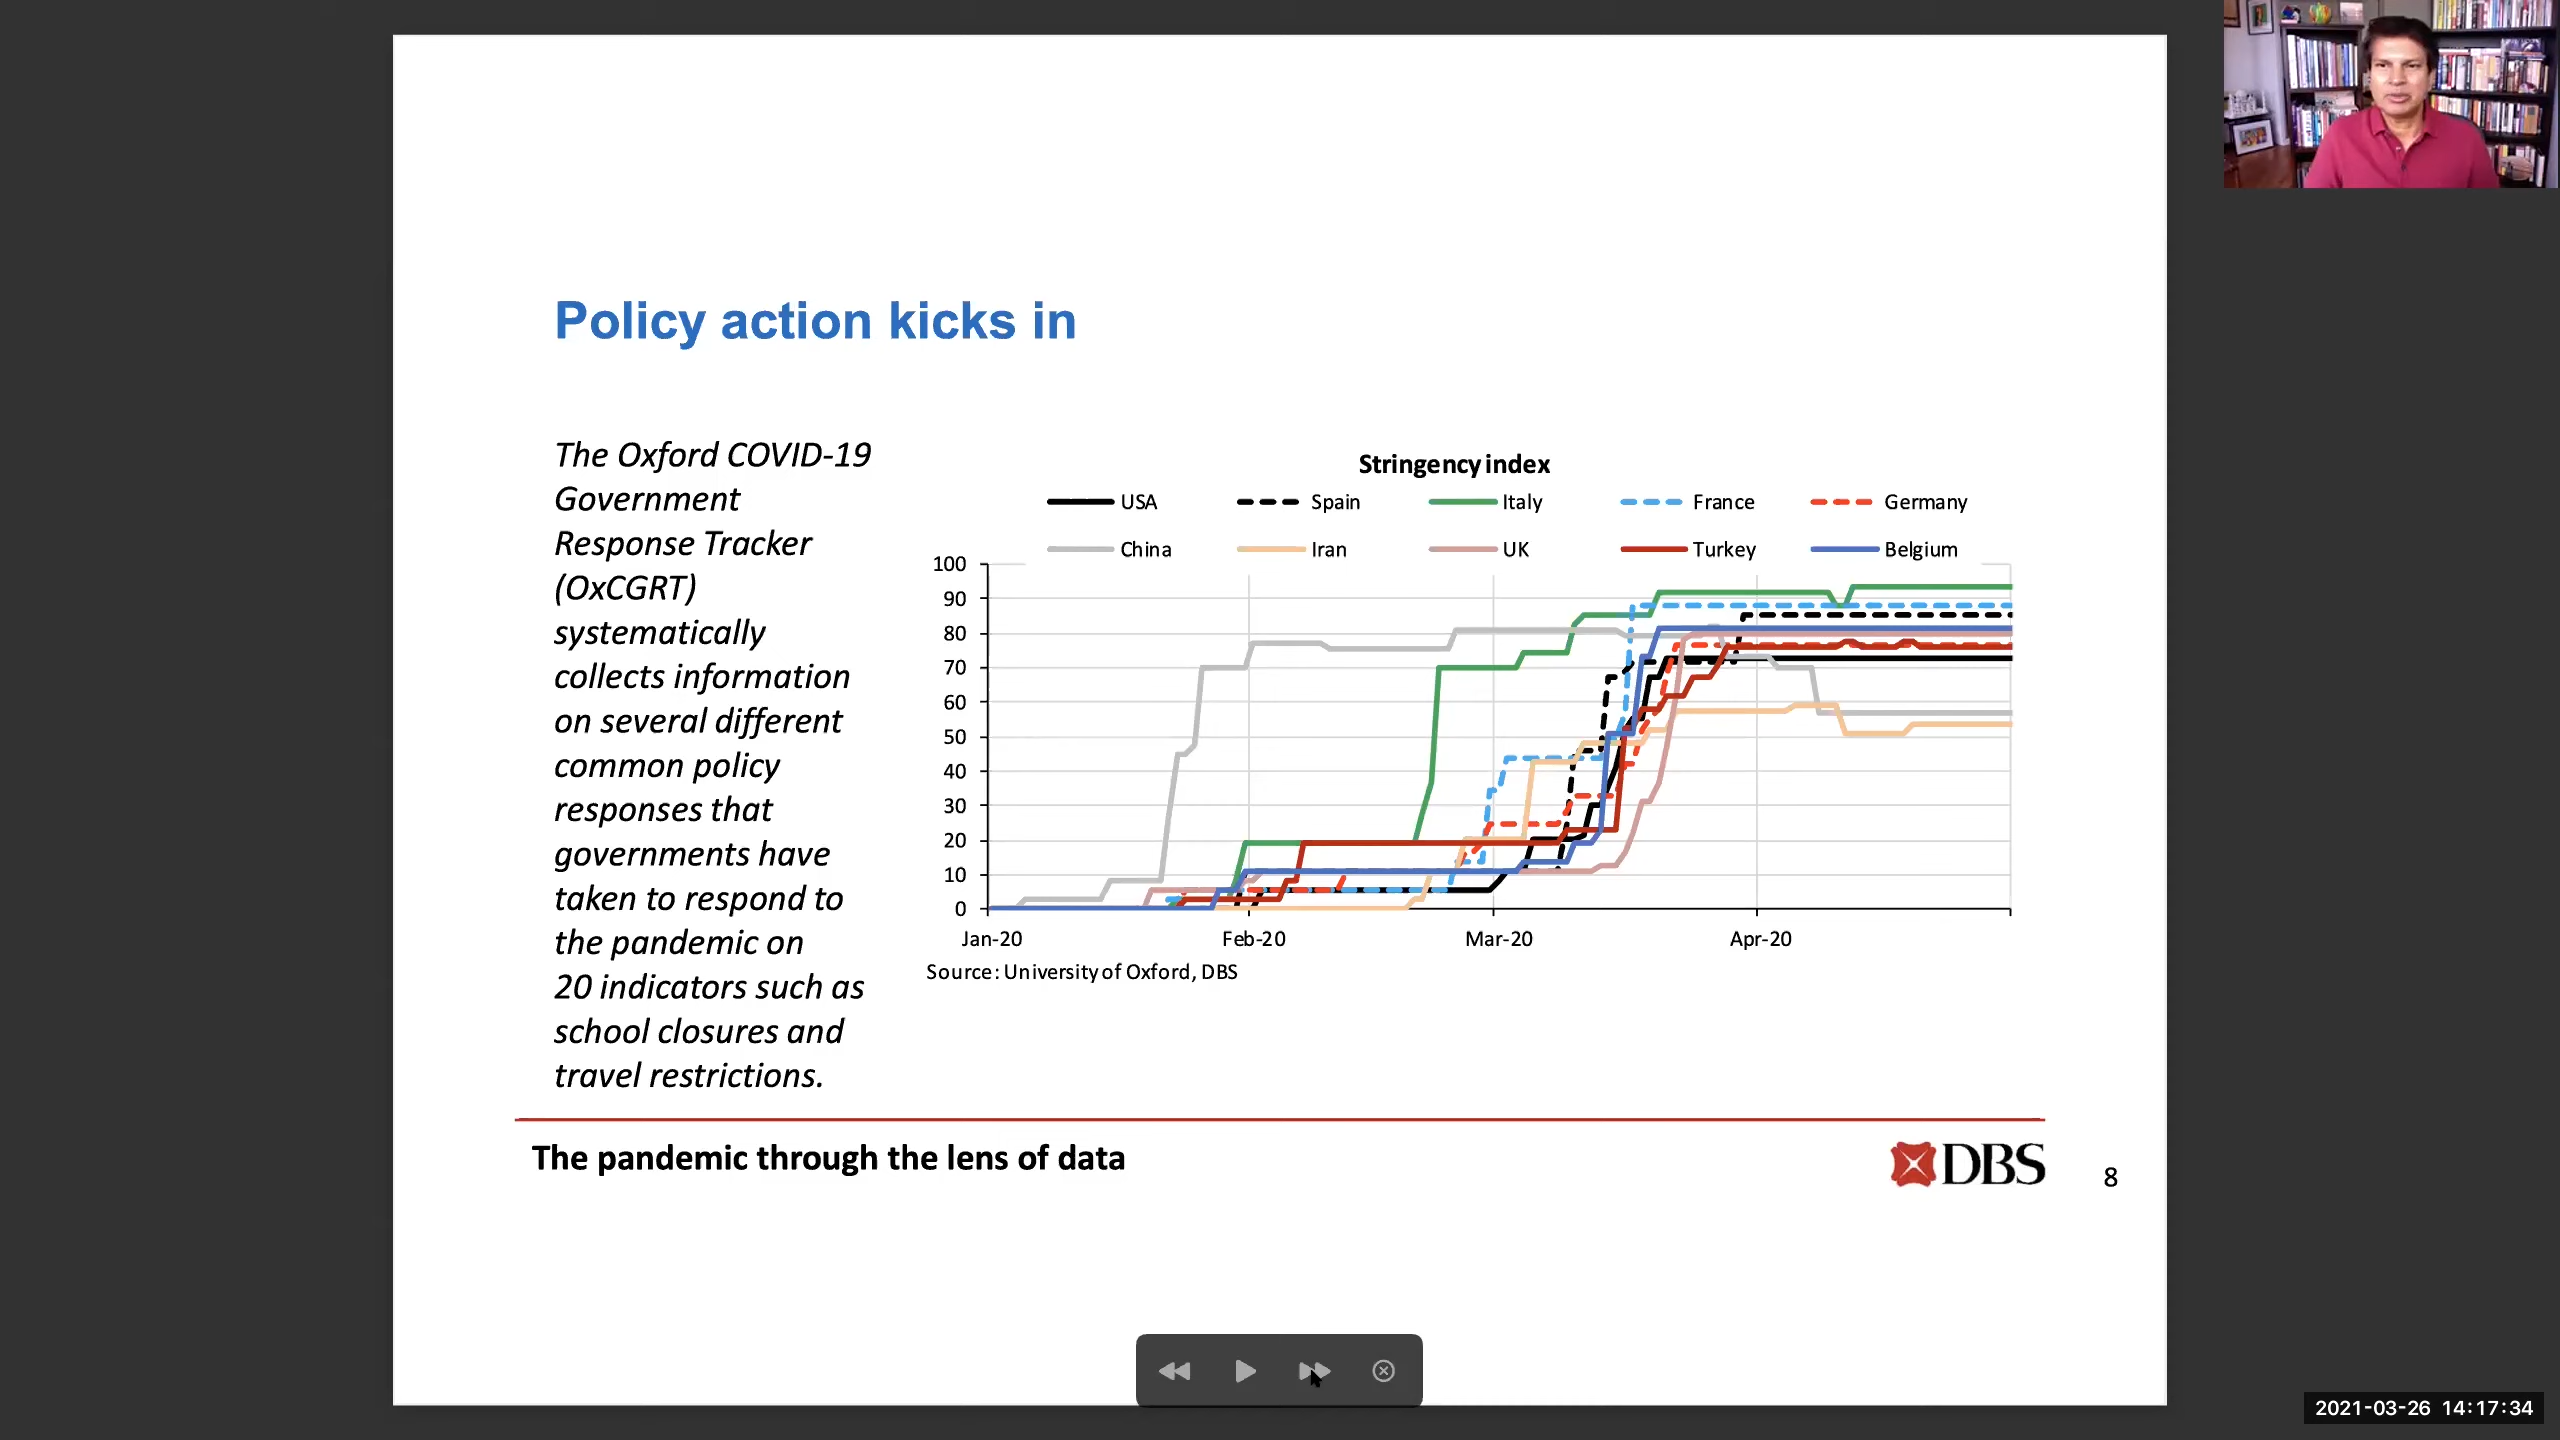 Policy action kicks in
The Oxford COVID-19
Government
Response Tracker
(OxCGRT)
systematically
collects information
on several different
common policy
responses that
governments have
taken to respond to
the pandemic on
20 indicators such as
school closures and
travel restrictions.
Stringency index
USA Spain Italy France Germany
China Iran UK Turkey Belgium
100
90
80
70
60
50
40
30
20
10
0
Jan-20 Feb-20 Mar-20 Apr-20
Source: University of Oxford, DBS
The pandemic through the lens of data
DBS
8
2021-03-26 14:17:34